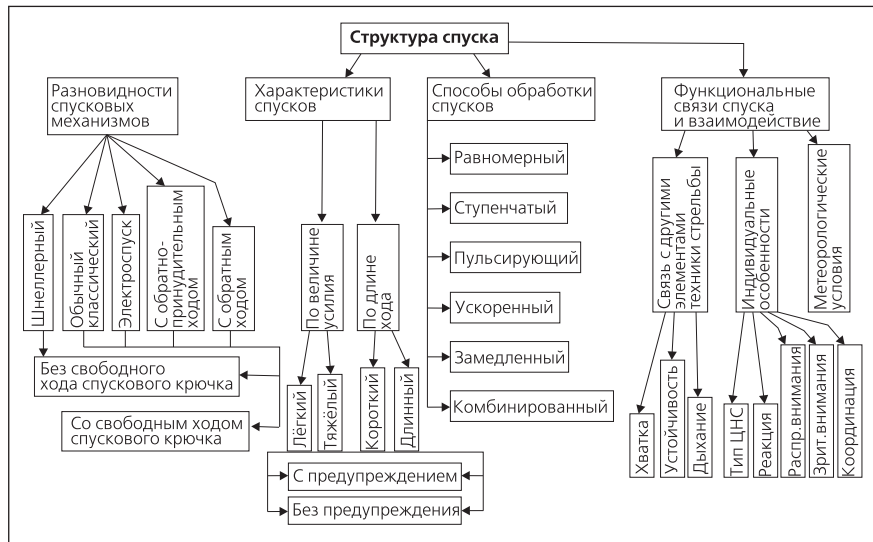 Структура спуска
Разновидности
спусковых
механизмов
Шнеллерный
Обычный
классический
Электроспуск
С обратно-
принудительным
ходом
С обратным
ходом
Без свободного
хода спускового крючка
Со свободным ходом
спускового крючка
Характеристики
спусков
По величине
усилия
По длине
хода
Лёгкий
Тяжёлый
Короткий
Длинный
С предупреждением
Без предупреждения
Способы обработки
спусков
Равномерный
Ступенчатый
Пульсирующий
Ускоренный
Замедленный
Комбинированный
Функциональные
связи спуска
и взаимодействие
Связь с другими
элементами
техники стрельбы
Индивидуальные
особенности
Метеорологические
условия
Хватка
Устойчивость
Дыхание
Тип ЦНС
Реакция
Распр.внимания
Зрит.внимания
Координация